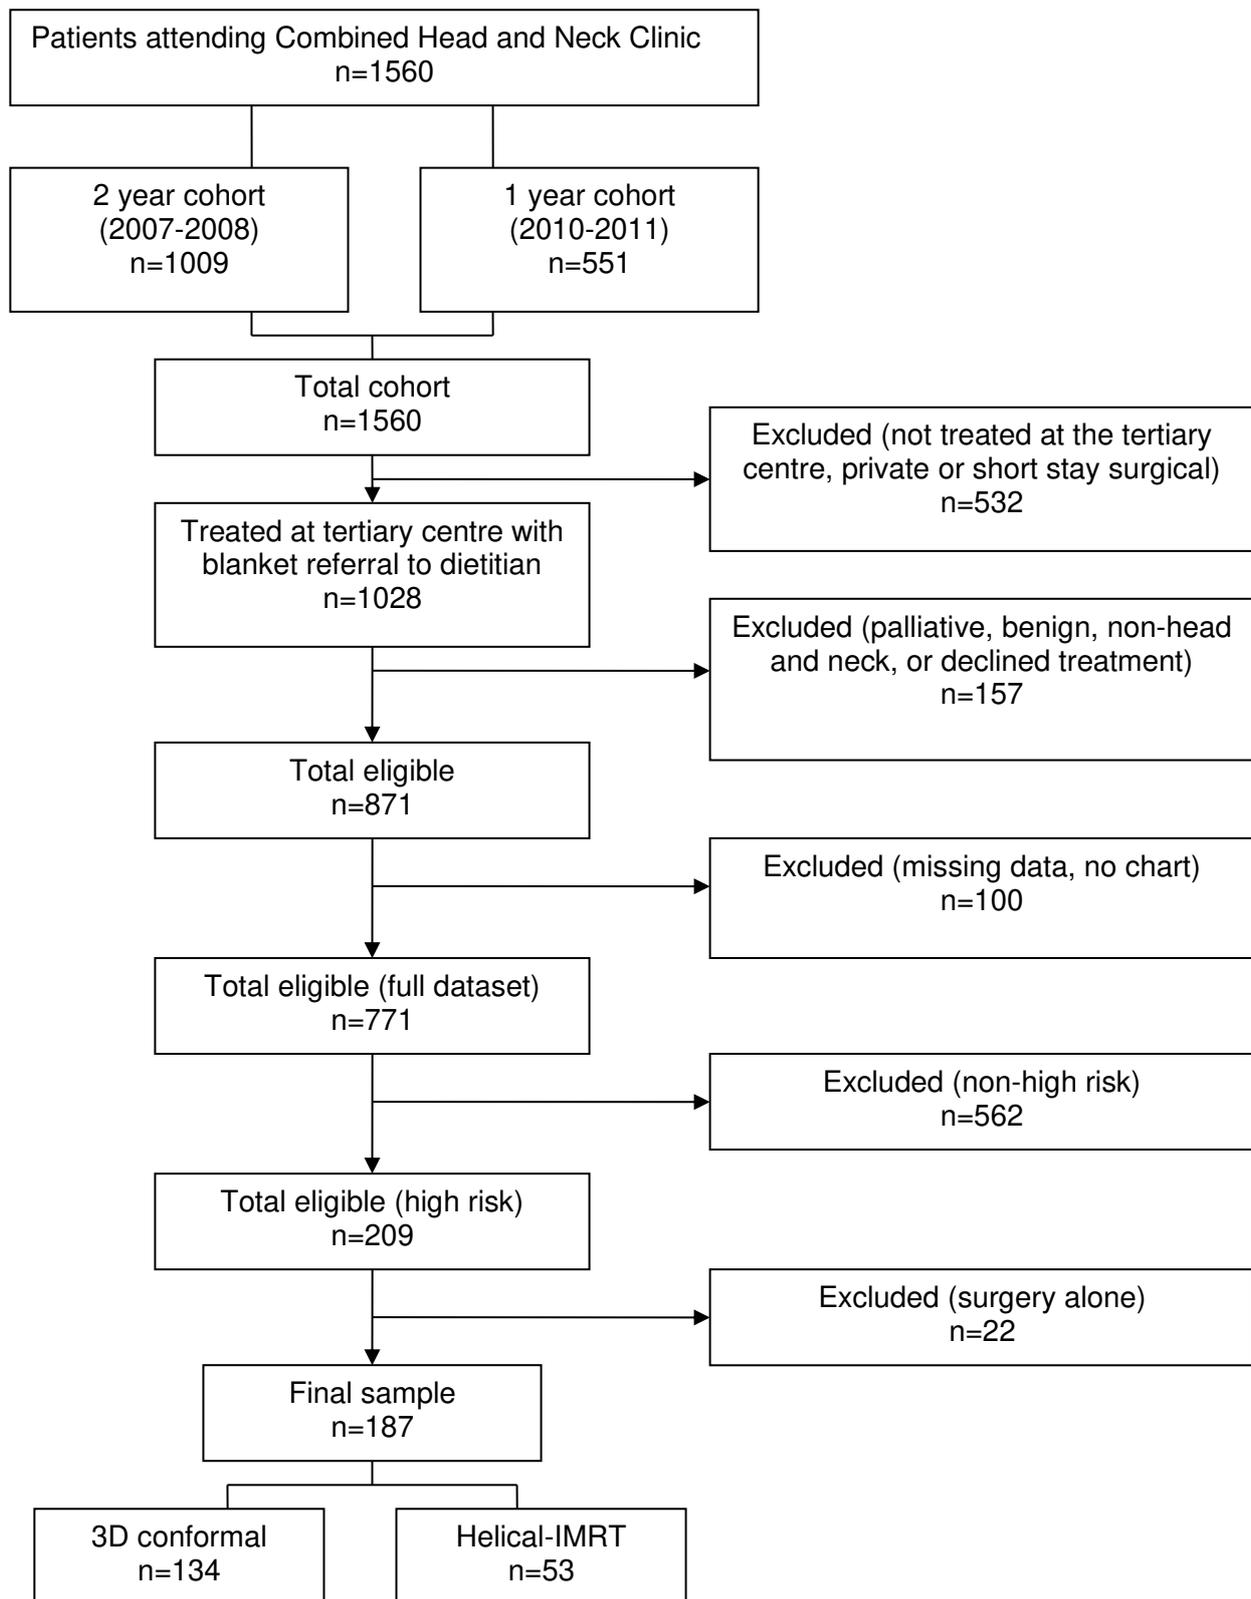 Patients attending Combined Head and Neck Clinic
n=1560
2 year cohort
(2007-2008)
n=1009
1 year cohort
(2010-2011)
n=551
Total cohort
n=1560
Excluded (not treated at the tertiary
centre, private or short stay surgical)
n=532
Treated at tertiary centre with
blanket referral to dietitian
n=1028
Excluded (palliative, benign, non-head
and neck, or declined treatment)
n=157
Total eligible
n=871
Excluded (missing data, no chart)
n=100
Total eligible (full dataset)
n=771
Excluded (non-high risk)
n=562
Total eligible (high risk)
n=209
Excluded (surgery alone)
n=22
Final sample
n=187
3D conformal
n=134
Helical-IMRT
n=53